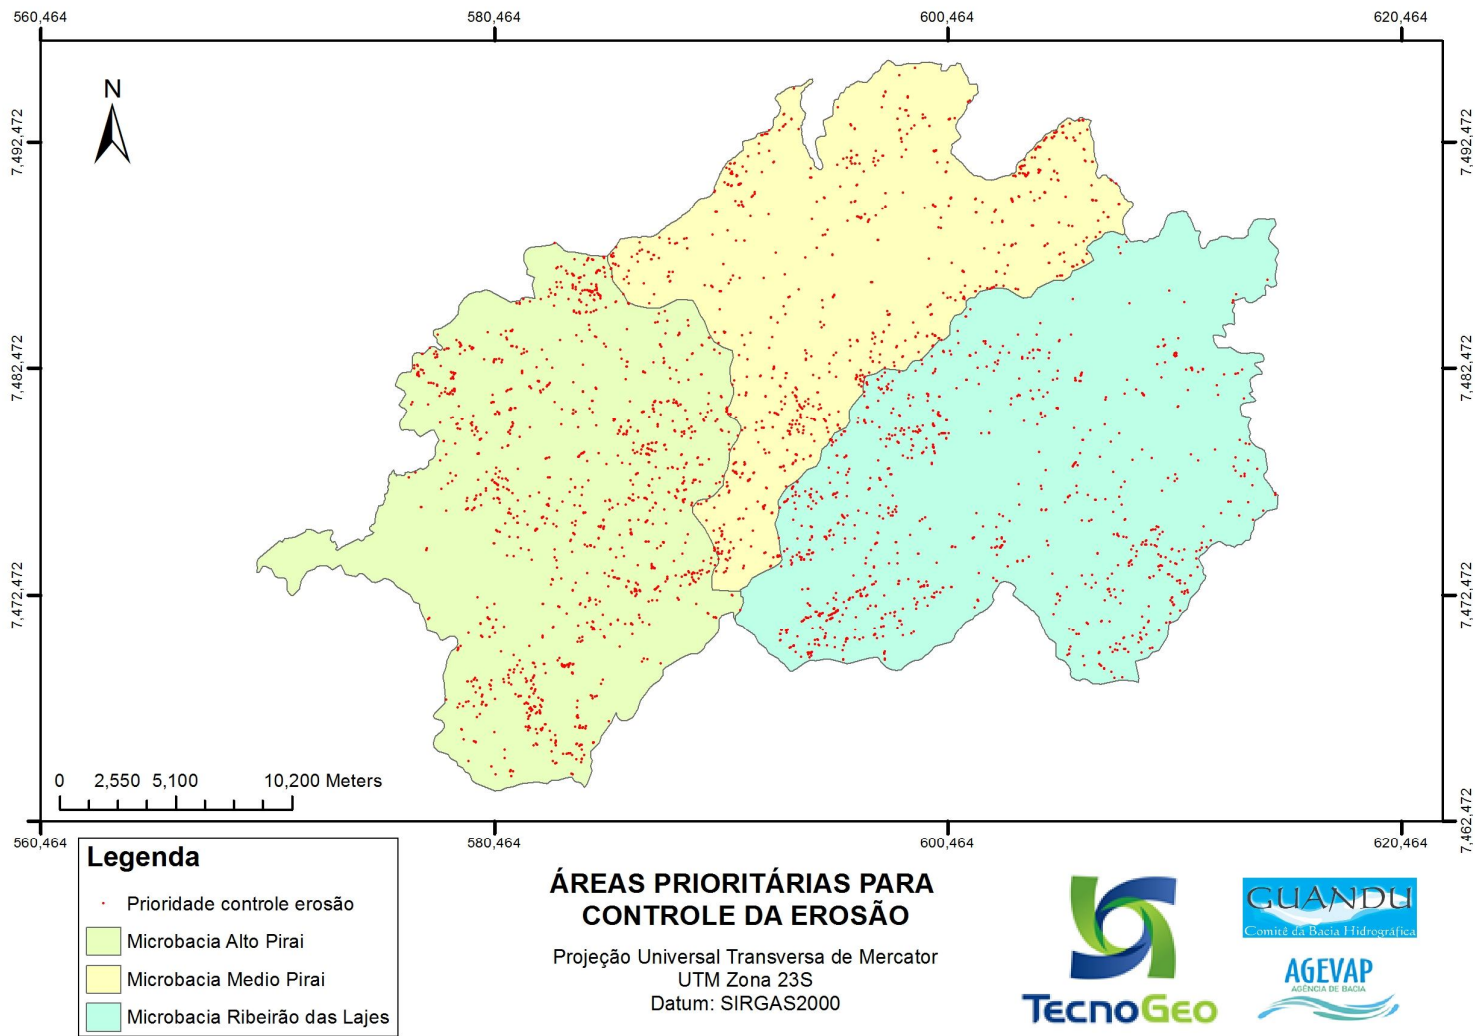 560,464
580,464
600,464
620,464
N
7,492,472
7,492,472
7,482,472
7,482,472
7,472,472
7,472,472
7,462,472
0 2,550 5,100 10,200 Meters
560,464
580,464
600,464
620,464
Legenda
Prioridade controle erosão
Microbacia Alto Pirai
Microbacia Medio Pirai
Microbacia Ribeirão das Lajes
ÁREAS PRIORITÁRIAS PARA
CONTROLE DA EROSÃO
Projeção Universal Transversa de Mercator
UTM Zona 23S
Datum: SIRGAS2000
TECNOGEO
GUANDU
Comitê da Bacia Hidrográfica
AGEVAP
AGÊNCIA DE BACIA